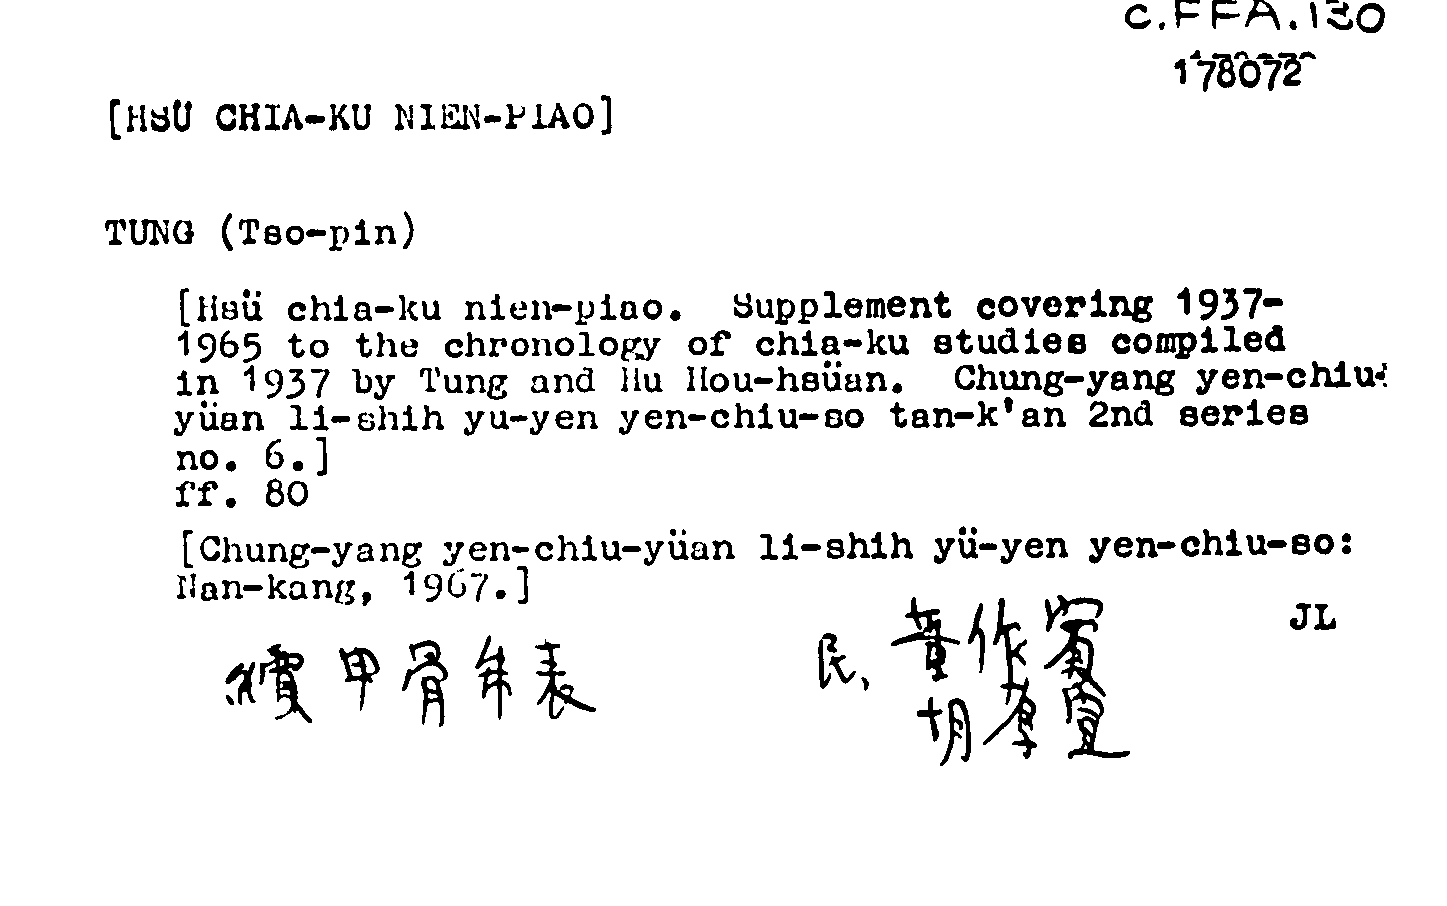 C.FFA.130
178072
[HSÜ CHIA-KU NIEN-PIAO]
TUNG (Tso-pin)
[Hsü chia-ku nien-piao. Supplement covering 1937-
1965 to the chronology of chia-ku studies compiled
in 1937 by Tung and Hu Hou-hsüan. Chung-yang yen-chiu-
yüan li-shih yu-yen yen-chiu-so tan-k'an 2nd series
no. 6.]
ff. 80
[Chung-yang yen-chiu-yüan li-shih yü-yen yen-chiu-so:
Nan-kang, 1967.]
JL
續甲骨年表
民、董作賓
胡厚宣